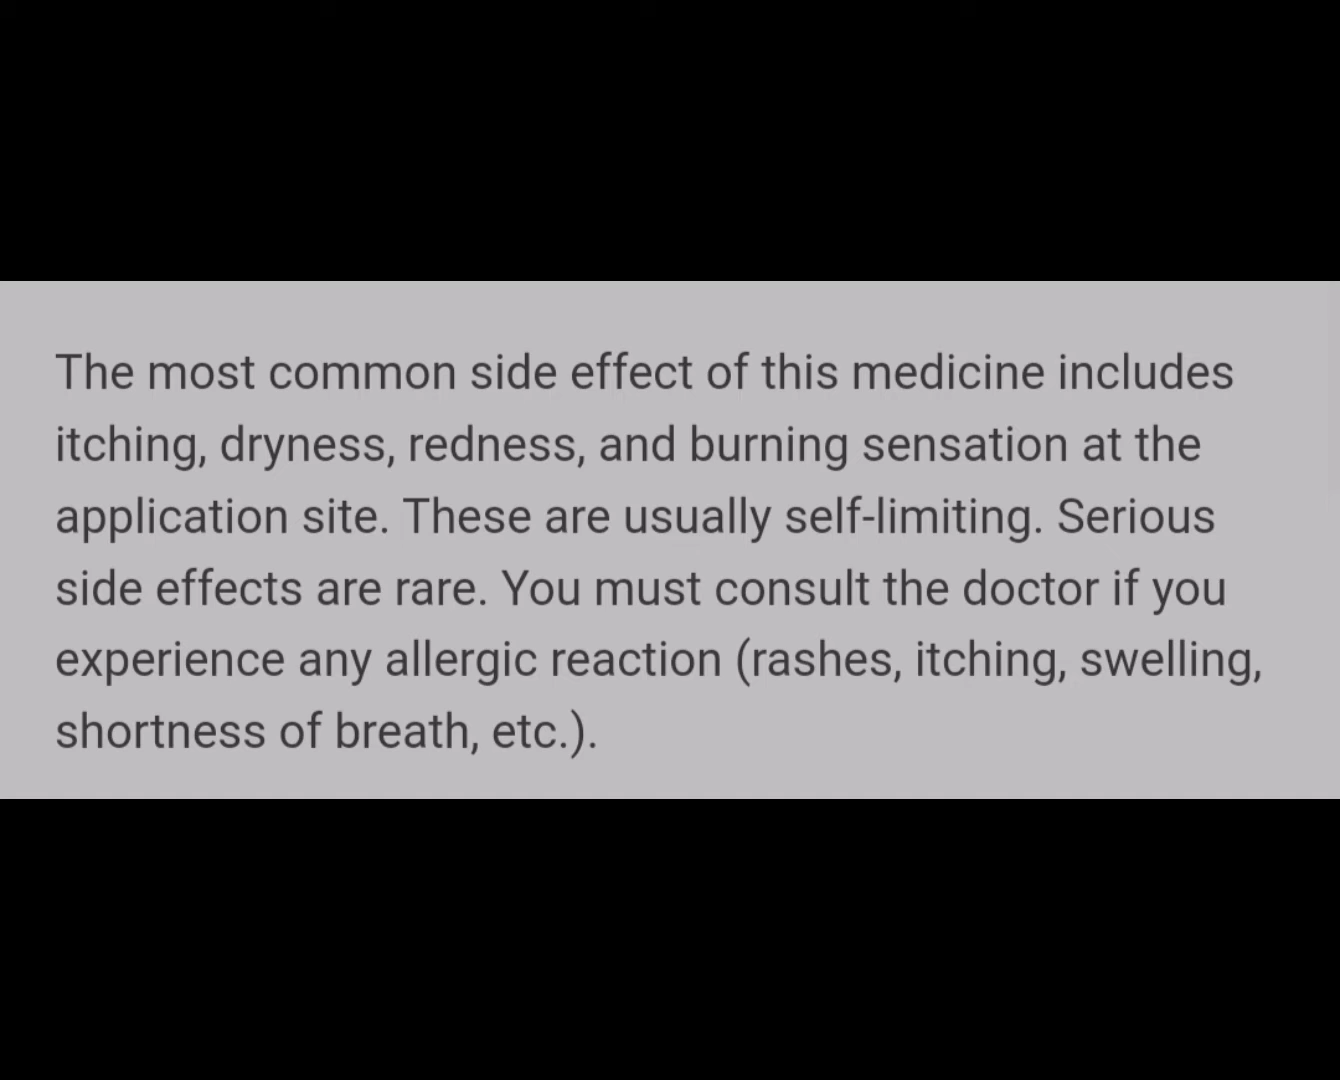 The most common side effect of this medicine includes
itching, dryness, redness, and burning sensation at the
application site. These are usually self-limiting. Serious
side effects are rare. You must consult the doctor if you
experience any allergic reaction (rashes, itching, swelling,
shortness of breath, etc.).